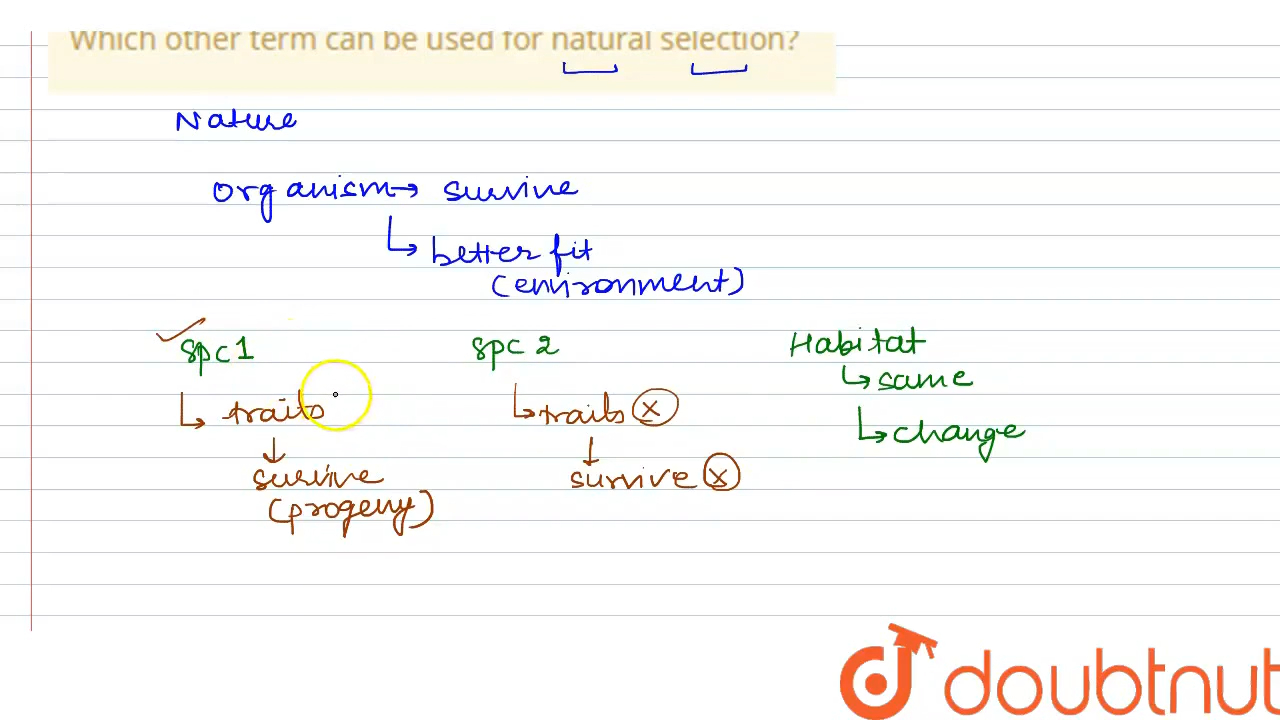 Which other term can be used for natural selection?
Nature
organism → survive
↳ better fit
(environment)
✓ spc 1 spc 2 Habitat
↳ same
↳ traits ↳ traits ⓧ
↳ change
↓ ↓
survive survive ⓧ
(progeny)
doubtnut